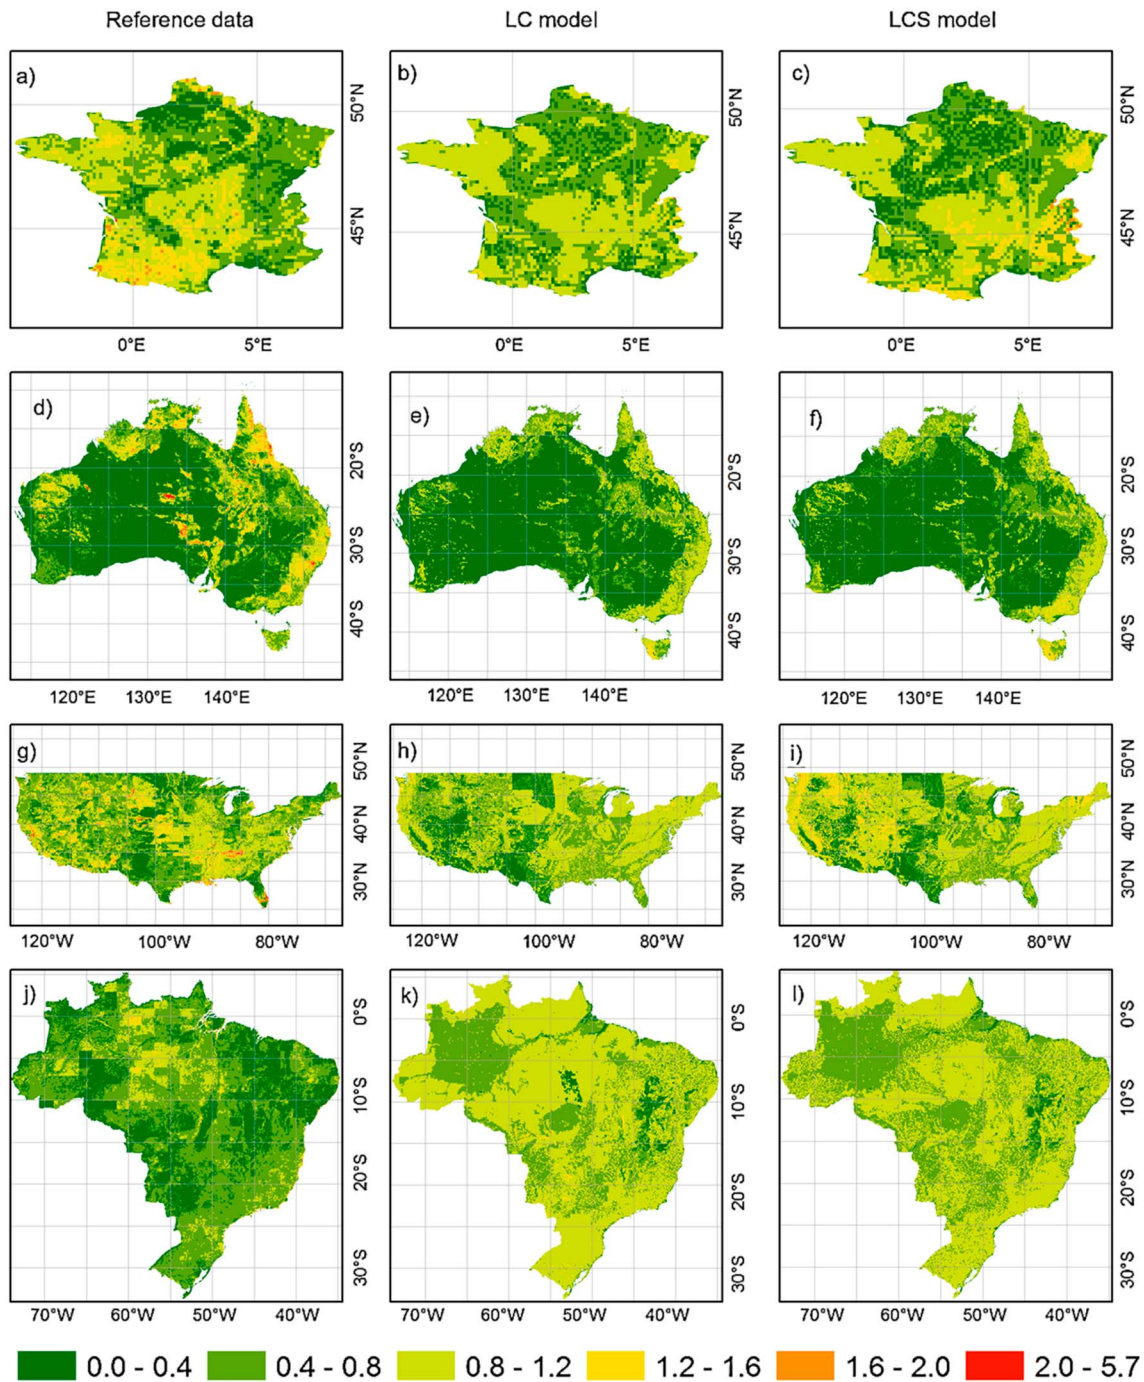 Reference data LC model LCS model
a) b) c)
50°N 50°N 50°N
45°N 45°N 45°N
0°E 5°E 0°E 5°E 0°E 5°E
d) e) f)
20°S 20°S 20°S
30°S 30°S 30°S
40°S 40°S 40°S
120°E 130°E 140°E 120°E 130°E 140°E 120°E 130°E 140°E
g) h) i)
50°N 50°N 50°N
40°N 40°N 40°N
30°N 30°N 30°N
120°W 100°W 80°W 120°W 100°W 80°W 120°W 100°W 80°W
j) k) l)
0°S 0°S 0°S
10°S 10°S 10°S
20°S 20°S 20°S
30°S 30°S 30°S
70°W 60°W 50°W 40°W 70°W 60°W 50°W 40°W 70°W 60°W 50°W 40°W
0.0 - 0.4 0.4 - 0.8 0.8 - 1.2 1.2 - 1.6 1.6 - 2.0 2.0 - 5.7